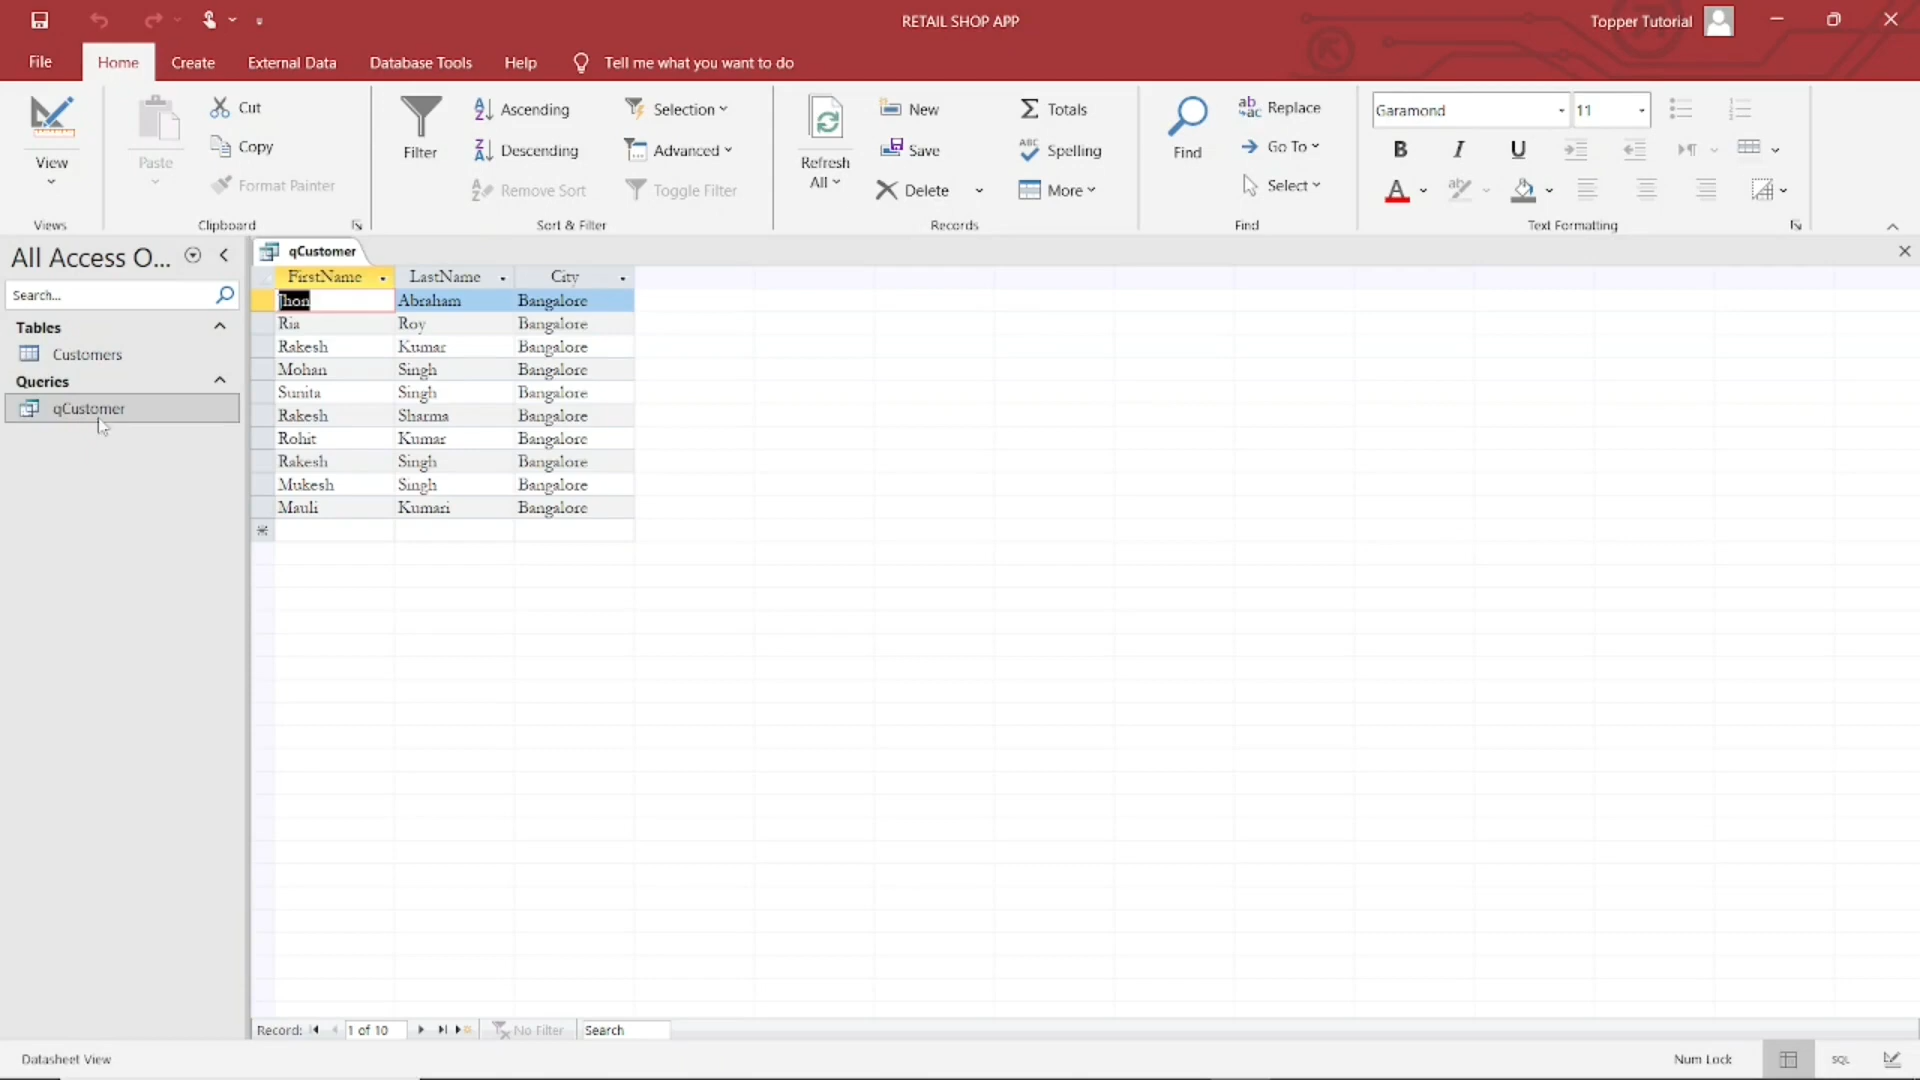 RETAIL SHOP APP
Topper Tutorial
File Home Create External Data Database Tools Help Tell me what you want to do
View
Views
Paste
Cut
Copy
Format Painter
Clipboard
Filter
Ascending
Descending
Remove Sort
Selection
Advanced
Toggle Filter
Sort & Filter
Refresh
All
New
Save
Delete
Totals
Spelling
More
Records
Find
Replace
Go To
Select
Find
Garamond 11
B I U
Text Formatting
All Access O...
Search...
Tables
Customers
Queries
qCustomer
qCustomer
FirstName LastName City
Jhon Abraham Bangalore
Ria Roy Bangalore
Rakesh Kumar Bangalore
Mohan Singh Bangalore
Sunita Singh Bangalore
Rakesh Sharma Bangalore
Rohit Kumar Bangalore
Rakesh Singh Bangalore
Mukesh Singh Bangalore
Mauli Kumari Bangalore
Record: 1 of 10 No Filter Search
Datasheet View
Num Lock
SQL